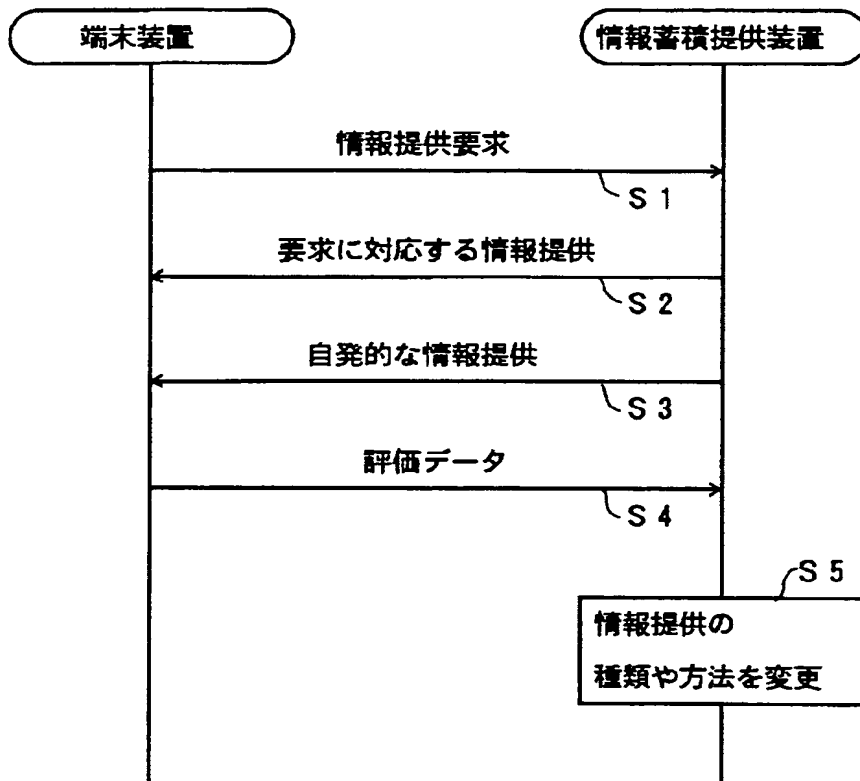 端末装置
情報蓄積提供装置
情報提供要求
S 1
要求に対応する情報提供
S 2
自発的な情報提供
S 3
評価データ
S 4
S 5
情報提供の
種類や方法を変更